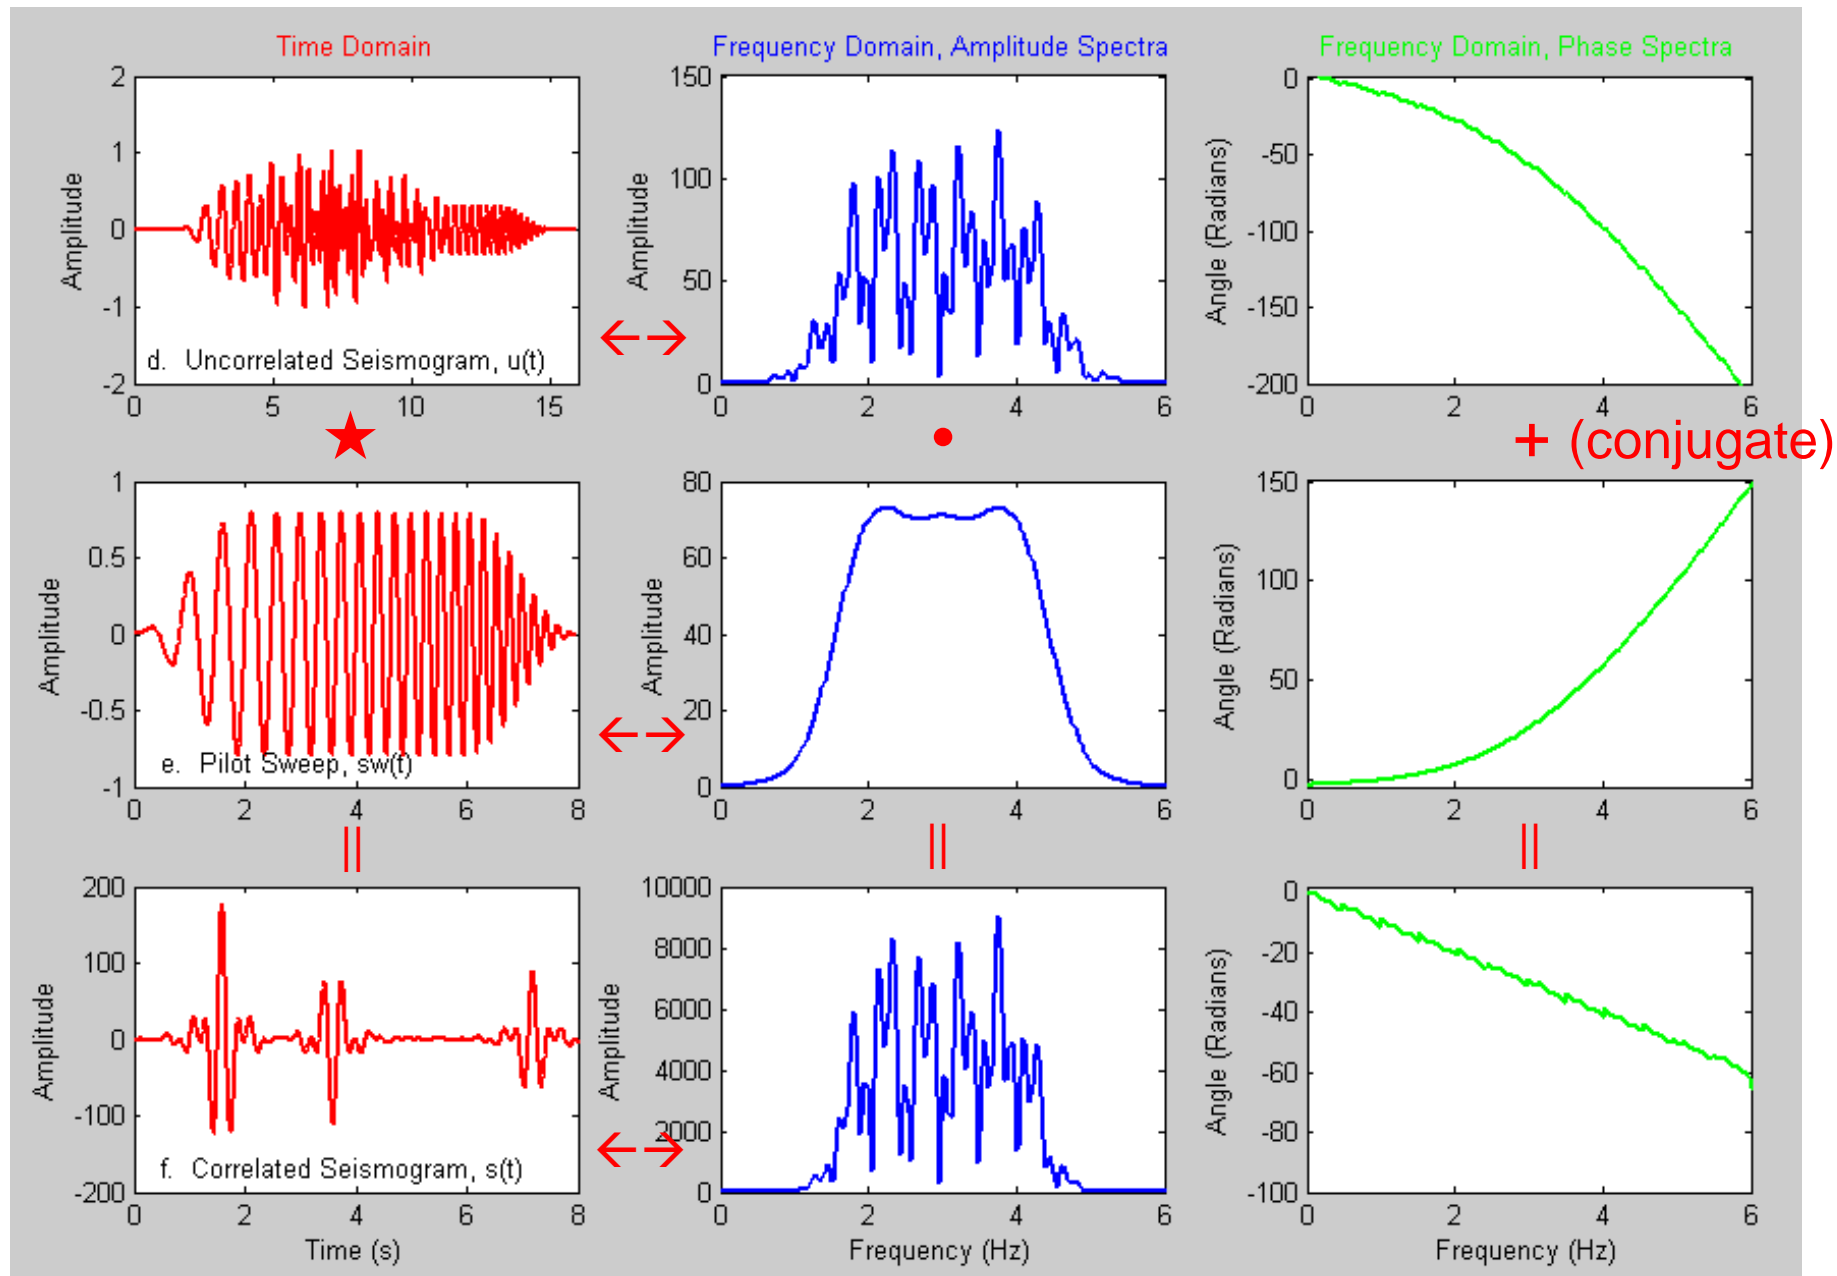 Time Domain
Frequency Domain, Amplitude Spectra
Frequency Domain, Phase Spectra
2
1
0
-1
-2
Amplitude
d. Uncorrelated Seismogram, u(t)
0 5 10 15
150
100
50
0
Amplitude
0 2 4 6
0
-50
-100
-150
-200
Angle (Radians)
0 2 4 6
←→
★
•
+ (conjugate)
1
0.5
0
-0.5
-1
Amplitude
e. Pilot Sweep, sw(t)
0 2 4 6 8
80
60
40
20
0
Amplitude
0 2 4 6
150
100
50
0
Angle (Radians)
0 2 4 6
←→
||
||
||
200
100
0
-100
-200
Amplitude
f. Correlated Seismogram, s(t)
0 2 4 6 8
Time (s)
10000
8000
6000
4000
2000
0
Amplitude
0 2 4 6
Frequency (Hz)
0
-20
-40
-60
-80
-100
Angle (Radians)
0 2 4 6
Frequency (Hz)
←→